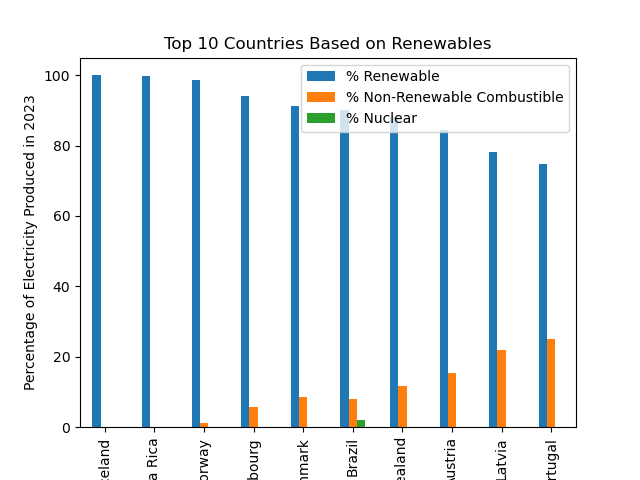 Top 10 Countries Based on Renewables
% Renewable
% Non-Renewable Combustible
% Nuclear
Percentage of Electricity Produced in 2023
100
80
60
40
20
0
celand
a Rica
orway
bourg
nmark
Brazil
ealand
Austria
Latvia
rtugal